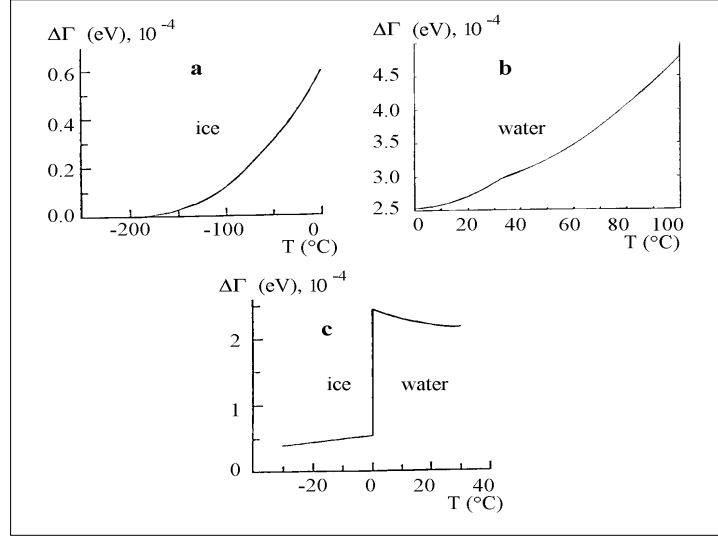 ΔΓ (eV), 10 -4
0.6
0.4
0.2
0.0
a
ice
-200
-100
0
T (°C)
ΔΓ (eV), 10 -4
4.5
4.0
3.5
3.0
2.5
b
water
0
20
40
60
80
100
T (°C)
ΔΓ (eV), 10 -4
2
1
0
c
ice
water
-20
0
20
40
T (°C)